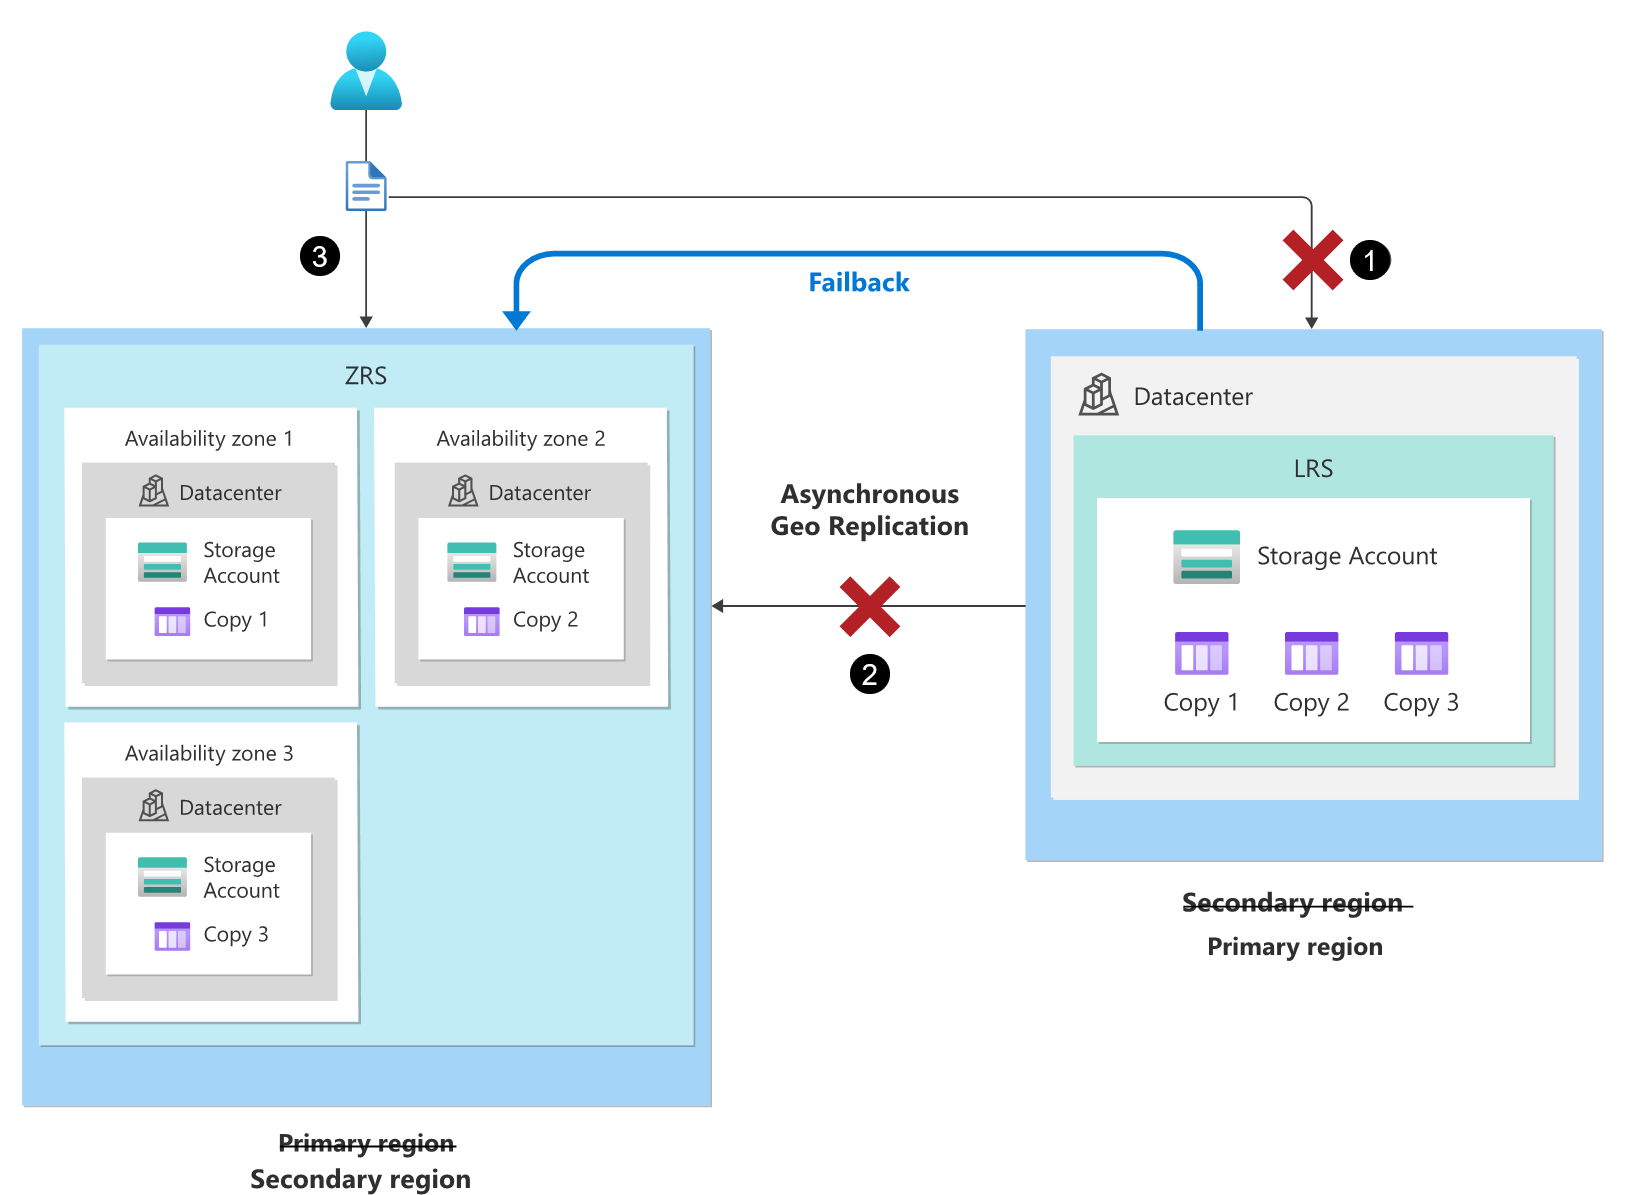 3
1
Failback
ZRS
Availability zone 1
Datacenter
Storage
Account
Copy 1
Availability zone 2
Datacenter
Storage
Account
Copy 2
Availability zone 3
Datacenter
Storage
Account
Copy 3
Primary region
Secondary region
Asynchronous
Geo Replication
2
Datacenter
LRS
Storage Account
Copy 1
Copy 2
Copy 3
Secondary region
Primary region